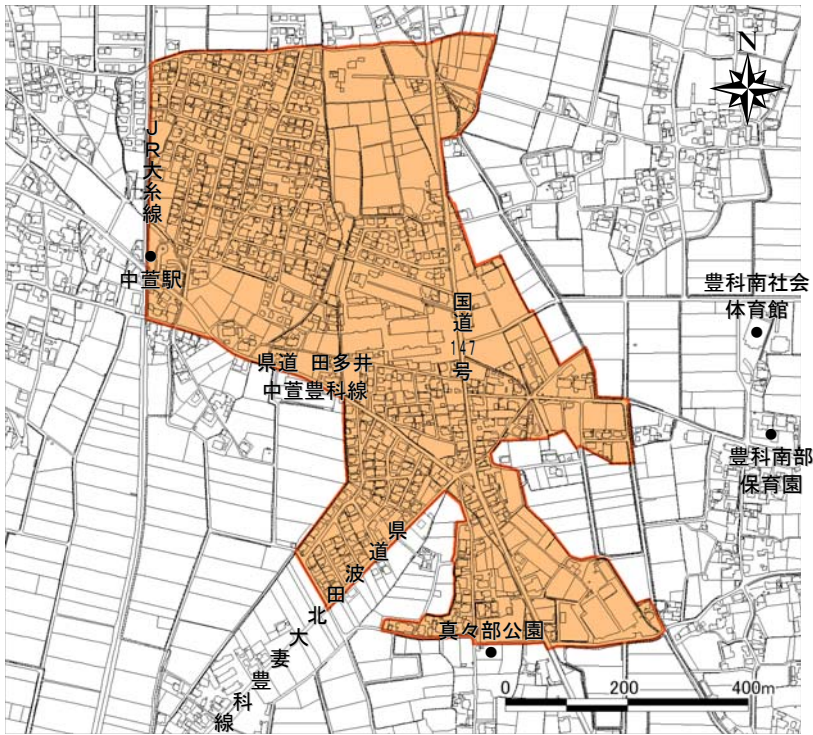 N
JR大糸線
中萱駅
国道147号
豊科南社会
体育館
県道 田多井
中萱豊科線
豊科南部
保育園
県道波田北大妻豊科線
真々部公園
0 200 400m